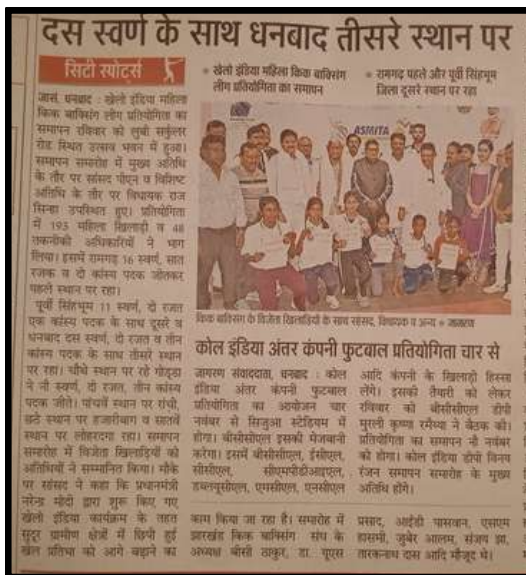 दस स्वर्ण के साथ धनबाद तीसरे स्थान पर
सिटी स्पोर्ट्स
• खेलो इंडिया महिला किक बाक्सिंग
लीग प्रतियोगिता का समापन
• रामगढ़ पहले और पूर्वी सिंहभूम
जिला दूसरे स्थान पर रहा
जासं, धनबाद : खेलो इंडिया महिला
किक बाक्सिंग लीग प्रतियोगिता का
समापन रविवार को लुबी सर्कुलर
रोड स्थित उत्सव भवन में हुआ।
समापन समारोह में मुख्य अतिथि
के तौर पर सांसद पीएन व विशिष्ट
अतिथि के तौर पर विधायक राज
सिन्हा उपस्थित हुए। प्रतियोगिता
में 193 महिला खिलाड़ी व 48
तकनीकी अधिकारियों ने भाग
लिया। इसमें रामगढ़ 16 स्वर्ण, सात
रजत व दो कांस्य पदक जीतकर
पहले स्थान पर रहा।
पूर्वी सिंहभूम 11 स्वर्ण, दो रजत
एक कांस्य पदक के साथ दूसरे व
धनबाद दस स्वर्ण, दो रजत व तीन
कांस्य पदक के साथ तीसरे स्थान
पर रहा। चौथे स्थान पर रहे गोड्डा
ने नौ स्वर्ण, दो रजत, तीन कांस्य
पदक जीते। पांचवें स्थान पर रांची,
छठे स्थान पर हजारीबाग व सातवें
स्थान पर लोहरदगा रहा। समापन
समारोह में विजेता खिलाड़ियों को
अतिथियों ने सम्मानित किया। मौके
पर सांसद ने कहा कि प्रधानमंत्री
नरेन्द्र मोदी द्वारा शुरू किए गए
खेलो इंडिया कार्यक्रम के तहत
सुदूर ग्रामीण क्षेत्रों में छिपी हुई
खेल प्रतिभा को आगे बढ़ाने का
ASMITA
किक बाक्सिंग के विजेता खिलाड़ियों के साथ सांसद, विधायक व अन्य • जागरण
कोल इंडिया अंतर कंपनी फुटबाल प्रतियोगिता चार से
जागरण संवाददाता, धनबाद : कोल
इंडिया अंतर कंपनी फुटबाल
प्रतियोगिता का आयोजन चार
नवंबर से सिजुआ स्टेडियम में
होगा। बीसीसीएल इसकी मेजबानी
करेगा। इसमें बीसीसीएल, ईसीएल,
सीसीएल, सीएमपीडीआइएल,
डब्ल्यूसीएल, एमसीएल, एनसीएल
आदि कंपनी के खिलाड़ी हिस्सा
लेंगे। इसकी तैयारी को लेकर
रविवार को बीसीसीएल डीपी
मुरली कृष्णा रमैय्या ने बैठक की।
प्रतियोगिता का समापन नौ नवंबर
को होगा। कोल इंडिया डीपी विनय
रंजन समापन समारोह के मुख्य
अतिथि होंगे।
काम किया जा रहा है। समारोह में
झारखंड किक बाक्सिंग संघ के
अध्यक्ष बीसी ठाकुर, डा. यूएस
प्रसाद, आईडी पासवान, एसएम
हासमी, जुबेर आलम, संजय झा,
तारकनाथ दास आदि मौजूद थे।